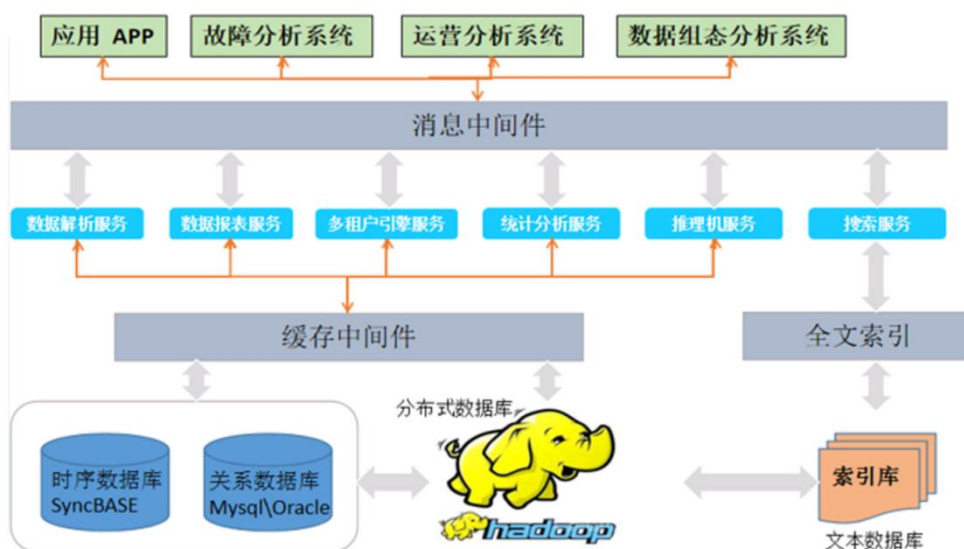 应用 APP
故障分析系统
运营分析系统
数据组态分析系统
消息中间件
数据解析服务
数据报表服务
多租户引擎服务
统计分析服务
推理机服务
搜索服务
缓存中间件
全文索引
分布式数据库
时序数据库
SyncBASE
关系数据库
Mysql\Oracle
hadoop
索引库
文本数据库